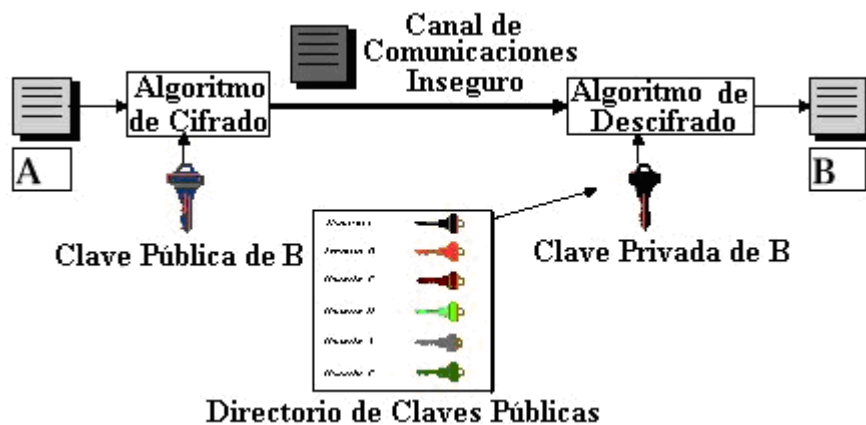 Canal de
Comunicaciones
Inseguro
Algoritmo
de Cifrado
Algoritmo de
Descifrado
A
B
Clave Pública de B
Clave Privada de B
Directorio de Claves Públicas